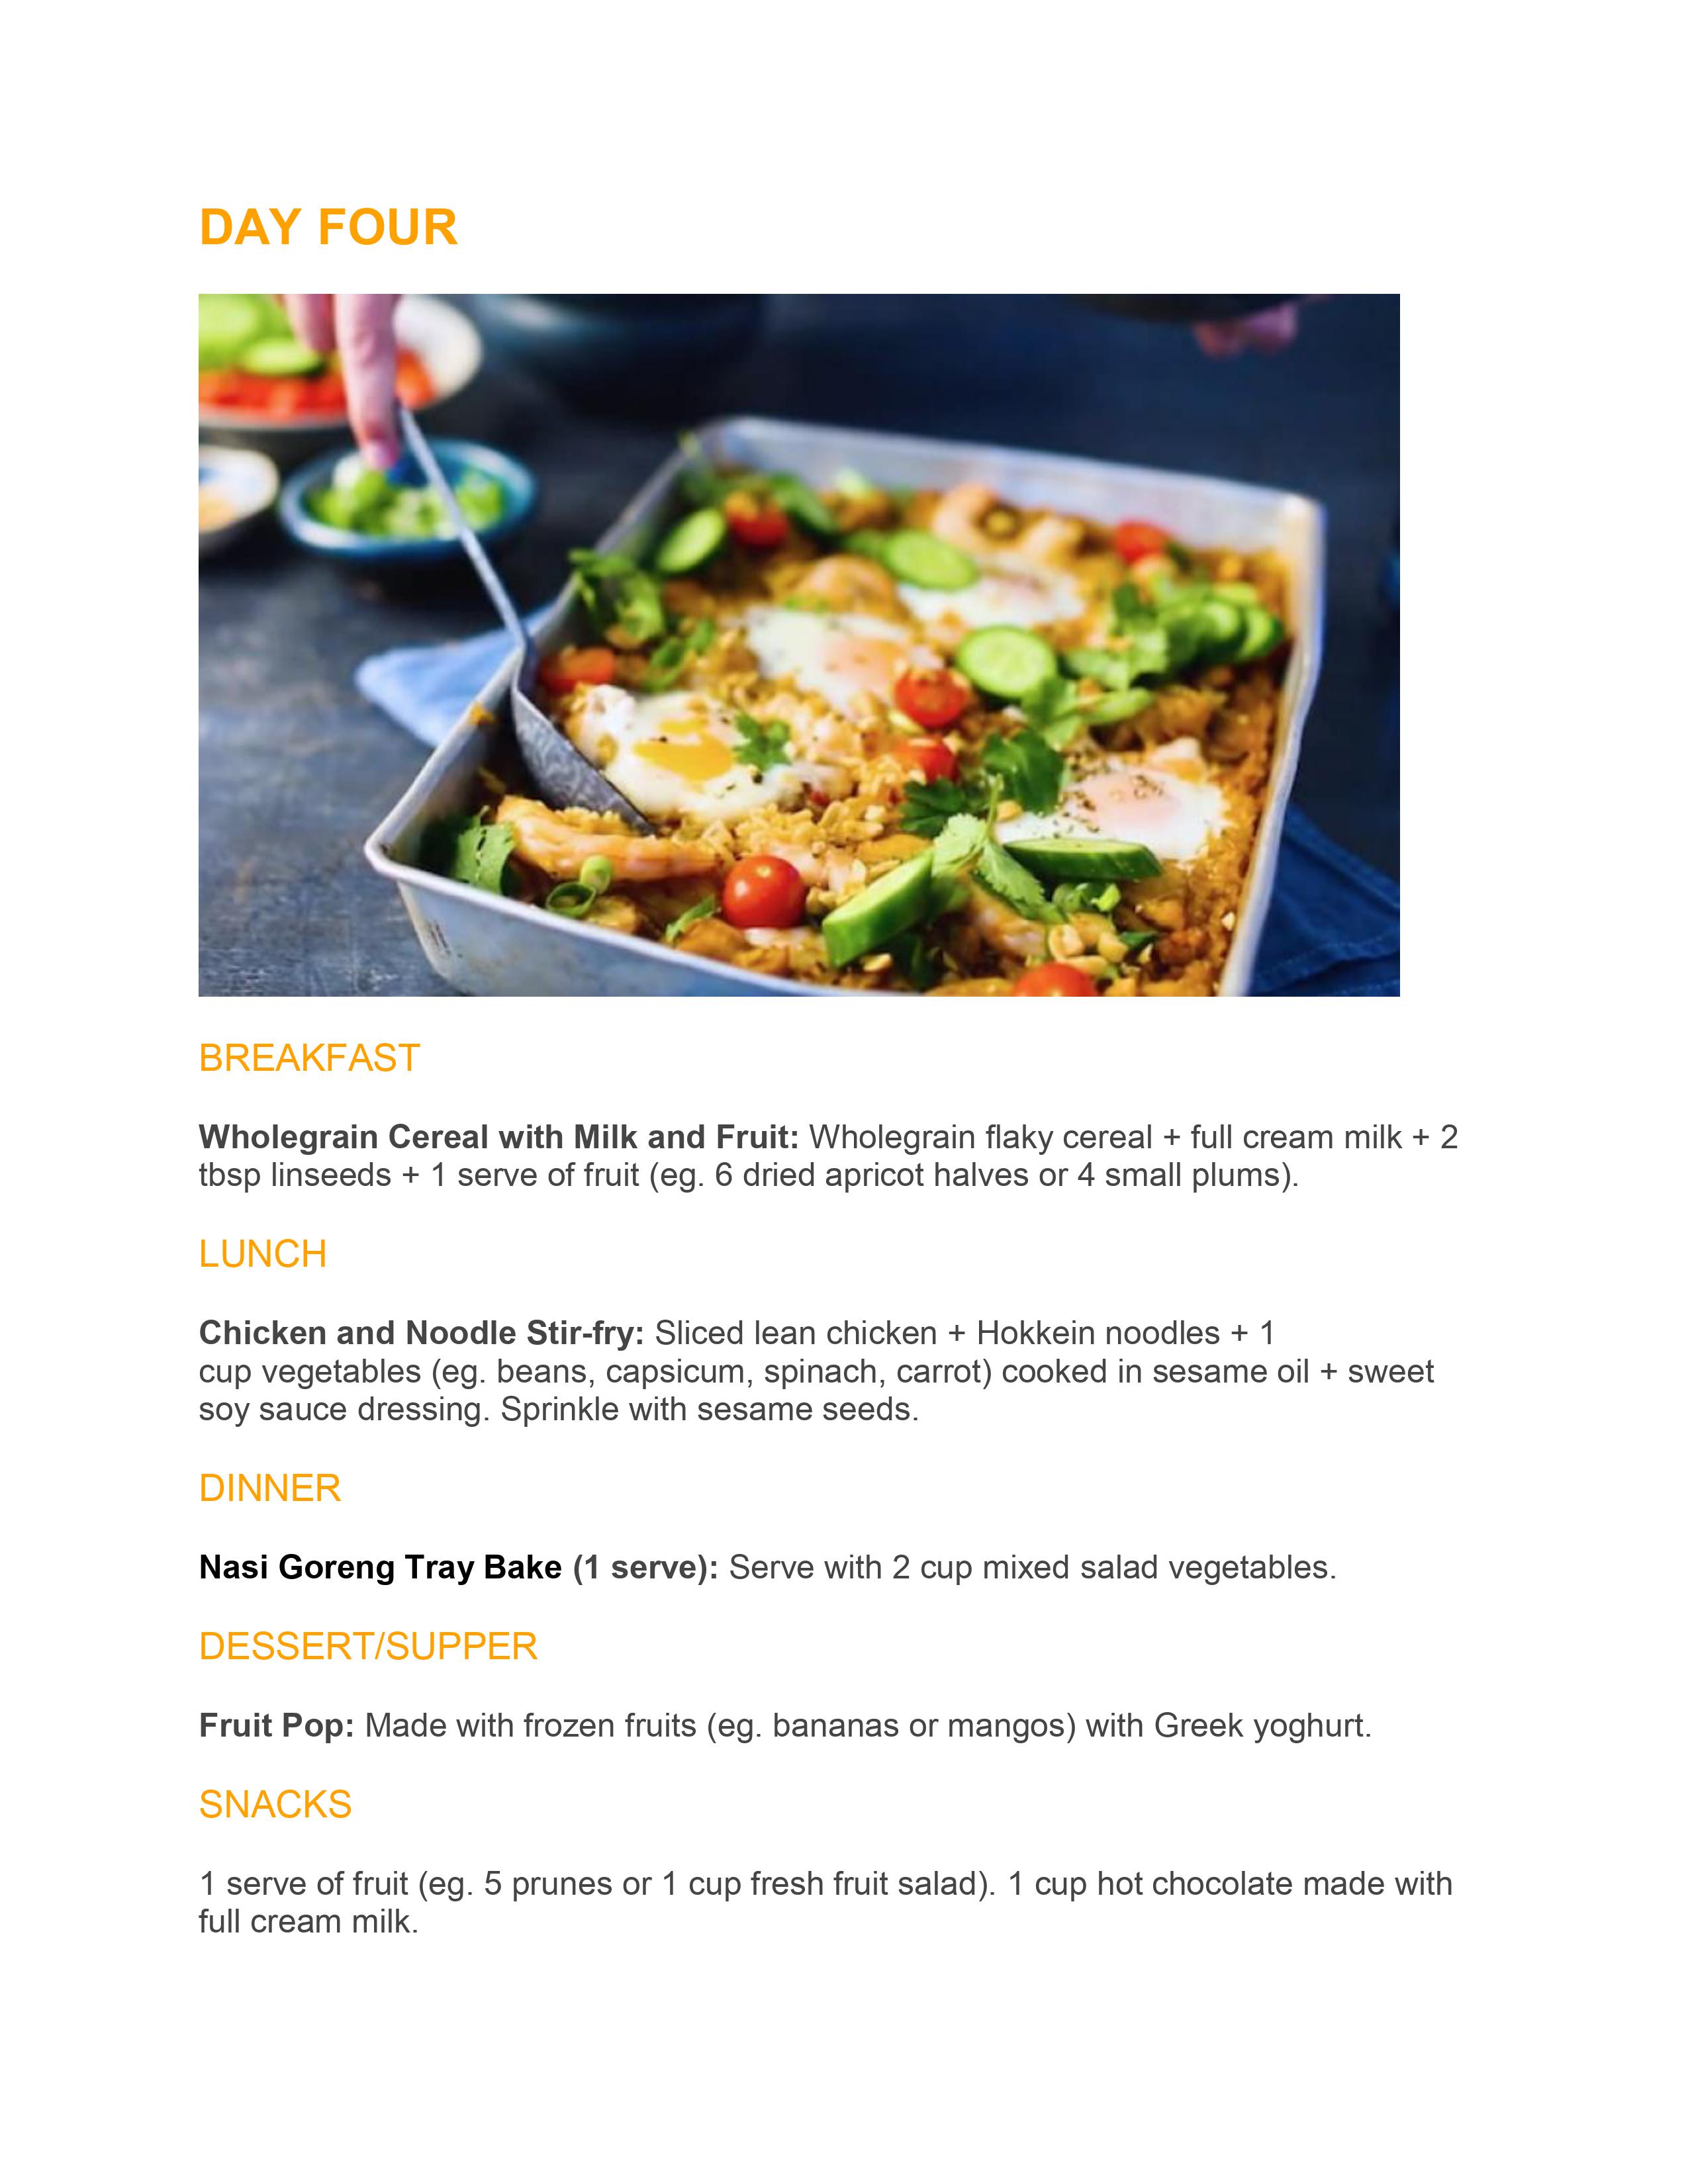 DAY FOUR
BREAKFAST
Wholegrain Cereal with Milk and Fruit: Wholegrain flaky cereal + full cream milk + 2
tbsp linseeds + 1 serve of fruit (eg. 6 dried apricot halves or 4 small plums).
LUNCH
Chicken and Noodle Stir-fry: Sliced lean chicken + Hokkein noodles + 1
cup vegetables (eg. beans, capsicum, spinach, carrot) cooked in sesame oil + sweet
soy sauce dressing. Sprinkle with sesame seeds.
DINNER
Nasi Goreng Tray Bake (1 serve): Serve with 2 cup mixed salad vegetables.
DESSERT/SUPPER
Fruit Pop: Made with frozen fruits (eg. bananas or mangos) with Greek yoghurt.
SNACKS
1 serve of fruit (eg. 5 prunes or 1 cup fresh fruit salad). 1 cup hot chocolate made with
full cream milk.